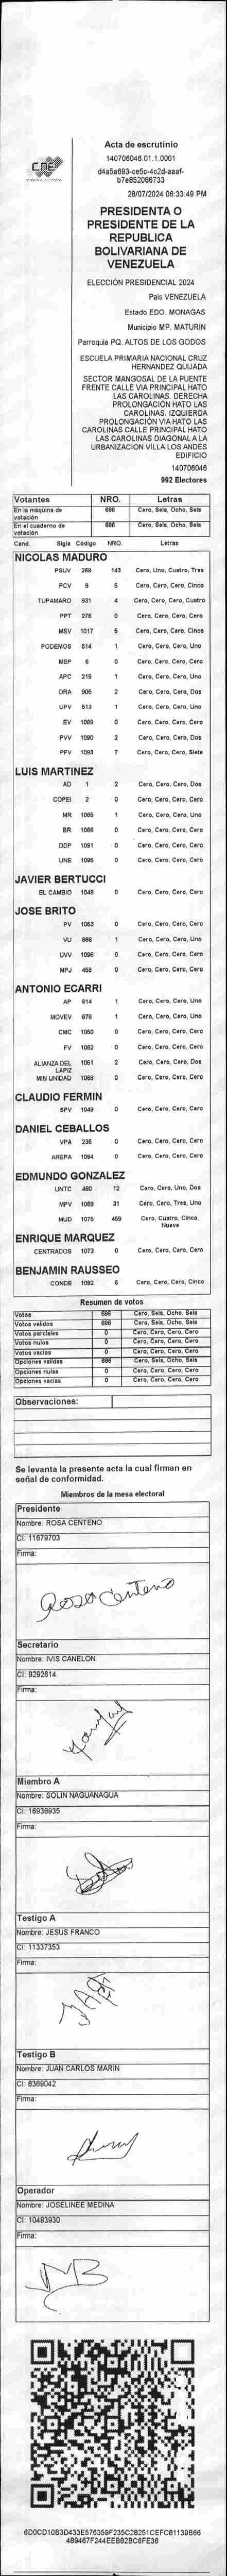 Acta de escrutinio
140706046.01.1.0001
d4a5a693-ce5c-4c2d-aaaf-
b7e852086733
28/07/2024 06:33:49 PM
PRESIDENTA O
PRESIDENTE DE LA
REPUBLICA
BOLIVARIANA DE
VENEZUELA
ELECCIÓN PRESIDENCIAL 2024
País VENEZUELA
Estado EDO. MONAGAS
Municipio MP. MATURIN
Parroquia PQ. ALTOS DE LOS GODOS
ESCUELA PRIMARIA NACIONAL CRUZ
HERNANDEZ QUIJADA
SECTOR MANGOSAL DE LA PUENTE
FRENTE CALLE VIA PRINCIPAL HATO
LAS CAROLINAS. DERECHA
PROLONGACIÓN HATO LAS
CAROLINAS. IZQUIERDA
PROLONGACIÓN VIA HATO LAS
CAROLINAS CALLE PRINCIPAL HATO
LAS CAROLINAS DIAGONAL A LA
URBANIZACION VILLA LOS ANDES
EDIFICIO
140706046
992 Electores
Votantes NRO. Letras
En la máquina de votación 686 Cero, Seis, Ocho, Seis
En el cuaderno de votación 686 Cero, Seis, Ocho, Seis
Cand. Sigla Código NRO. Letras
NICOLAS MADURO
PSUV 269 143 Cero, Uno, Cuatro, Tres
PCV 9 5 Cero, Cero, Cero, Cinco
TUPAMARO 931 4 Cero, Cero, Cero, Cuatro
PPT 276 0 Cero, Cero, Cero, Cero
MSV 1017 5 Cero, Cero, Cero, Cinco
PODEMOS 514 1 Cero, Cero, Cero, Uno
MEP 6 0 Cero, Cero, Cero, Cero
APC 219 1 Cero, Cero, Cero, Uno
ORA 906 2 Cero, Cero, Cero, Dos
UPV 613 1 Cero, Cero, Cero, Uno
EV 1089 0 Cero, Cero, Cero, Cero
PVV 1090 2 Cero, Cero, Cero, Dos
PFV 1093 7 Cero, Cero, Cero, Siete
LUIS MARTINEZ
AD 1 2 Cero, Cero, Cero, Dos
COPEI 2 0 Cero, Cero, Cero, Cero
MR 1065 1 Cero, Cero, Cero, Uno
BR 1066 0 Cero, Cero, Cero, Cero
DDP 1091 0 Cero, Cero, Cero, Cero
UNE 1095 0 Cero, Cero, Cero, Cero
JAVIER BERTUCCI
EL CAMBIO 1048 0 Cero, Cero, Cero, Cero
JOSE BRITO
PV 1053 0 Cero, Cero, Cero, Cero
VU 868 1 Cero, Cero, Cero, Uno
UVV 1096 0 Cero, Cero, Cero, Cero
MPJ 458 0 Cero, Cero, Cero, Cero
ANTONIO ECARRI
AP 814 1 Cero, Cero, Cero, Uno
MOVEV 878 1 Cero, Cero, Cero, Uno
CMC 1050 0 Cero, Cero, Cero, Cero
FV 1062 0 Cero, Cero, Cero, Cero
ALIANZA DEL LAPIZ 1051 2 Cero, Cero, Cero, Dos
MIN UNIDAD 1068 0 Cero, Cero, Cero, Cero
CLAUDIO FERMIN
SPV 1049 0 Cero, Cero, Cero, Cero
DANIEL CEBALLOS
VPA 235 0 Cero, Cero, Cero, Cero
AREPA 1094 0 Cero, Cero, Cero, Cero
EDMUNDO GONZALEZ
UNTC 460 12 Cero, Cero, Uno, Dos
MPV 1069 31 Cero, Cero, Tres, Uno
MUD 1075 459 Cero, Cuatro, Cinco, Nueve
ENRIQUE MARQUEZ
CENTRADOS 1073 0 Cero, Cero, Cero, Cero
BENJAMIN RAUSSEO
CONDE 1092 5 Cero, Cero, Cero, Cinco
Resumen de votos
Votos 686 Cero, Seis, Ocho, Seis
Votos válidos 686 Cero, Seis, Ocho, Seis
Votos parciales 0 Cero, Cero, Cero, Cero
Votos nulos 0 Cero, Cero, Cero, Cero
Votos vacíos 0 Cero, Cero, Cero, Cero
Opciones válidas 686 Cero, Seis, Ocho, Seis
Opciones nulas 0 Cero, Cero, Cero, Cero
Opciones vacías 0 Cero, Cero, Cero, Cero
Observaciones:
Se levanta la presente acta la cual firman en
señal de conformidad.
Miembros de la mesa electoral
Presidente
Nombre: ROSA CENTENO
CI: 11679703
Firma:
Rosa Centeno
Secretario
Nombre: IVIS CANELON
CI: 9292614
Firma:
Miembro A
Nombre: SOLIN NAGUANAGUA
CI: 16938935
Firma:
Testigo A
Nombre: JESUS FRANCO
CI: 11337353
Firma:
Testigo B
Nombre: JUAN CARLOS MARIN
CI: 8369042
Firma:
Operador
Nombre: JOSELINEE MEDINA
CI: 10483930
Firma:
6D0CD10B3D433E576359F235C28251CEFC81139B66
489467F244EEB82BC6FE36